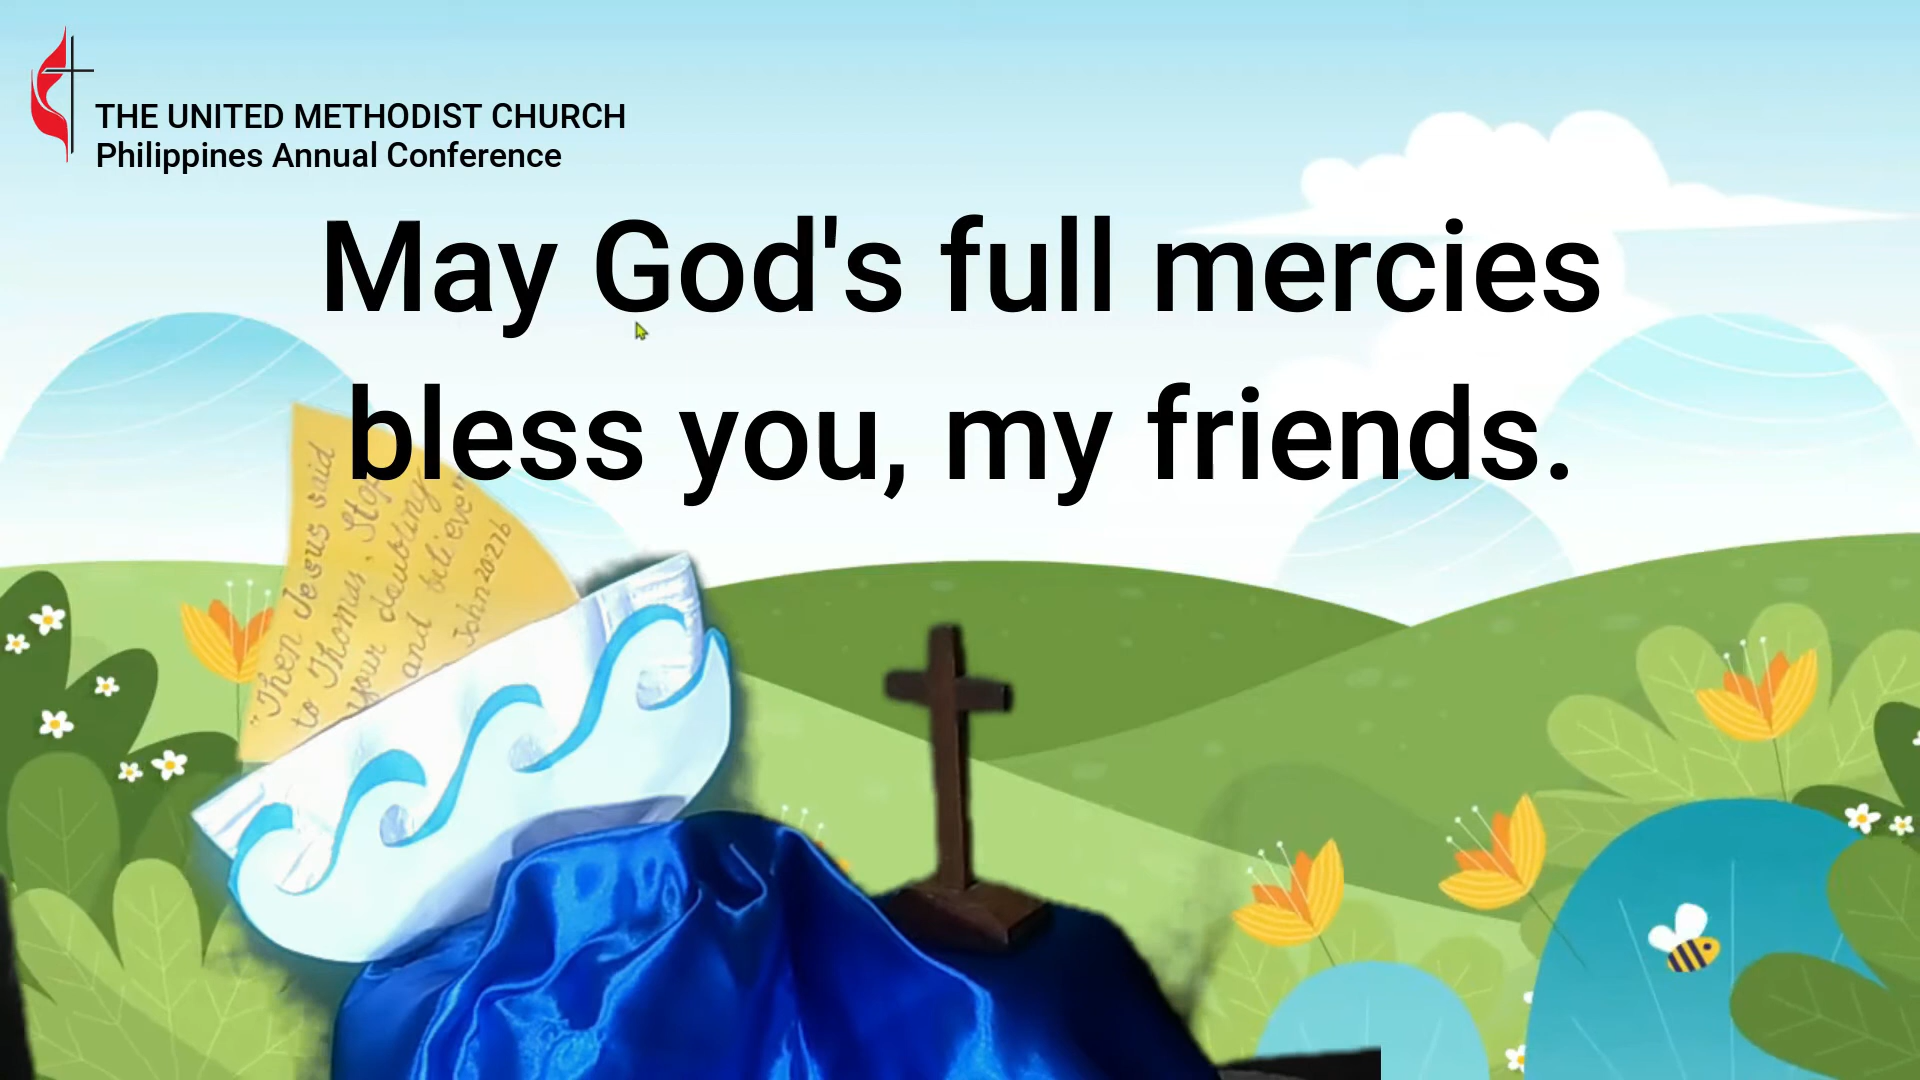 THE UNITED METHODIST CHURCH
Philippines Annual Conference
May God's full mercies
bless you, my friends.
"Then Jesus said
to Thomas, Stop
your doubting
and believe"
John 20:27b